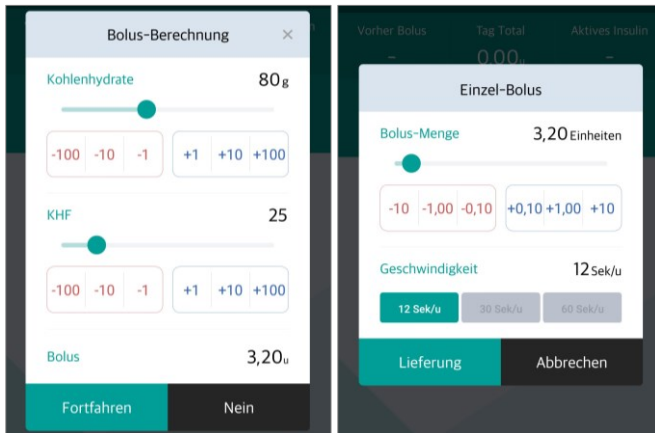 Bolus-Berechnung ×
Kohlenhydrate 80g
-100 -10 -1 +1 +10 +100
KHF 25
-100 -10 -1 +1 +10 +100
Bolus 3,20u
Fortfahren Nein
Vorher Bolus Tag Total Aktives Insulin
- 0,00u -
Einzel-Bolus
Bolus-Menge 3,20 Einheiten
-10 -1,00 -0,10 +0,10 +1,00 +10
Geschwindigkeit 12 Sek/u
12 Sek/u 30 Sek/u 60 Sek/u
Lieferung Abbrechen